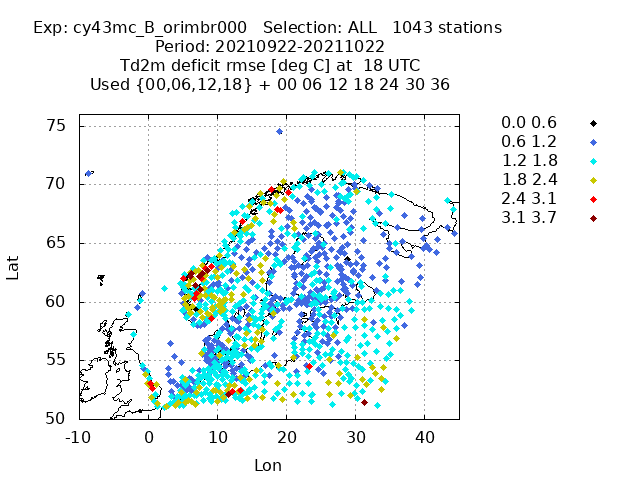 Exp: cy43mc_B_orimbr000   Selection: ALL   1043 stations
Period: 20210922-20211022
Td2m deficit rmse [deg C] at  18 UTC
Used {00,06,12,18} + 00 06 12 18 24 30 36
0.0 0.6
0.6 1.2
1.2 1.8
1.8 2.4
2.4 3.1
3.1 3.7
75
70
65
60
55
50
Lat
-10 0 10 20 30 40
Lon